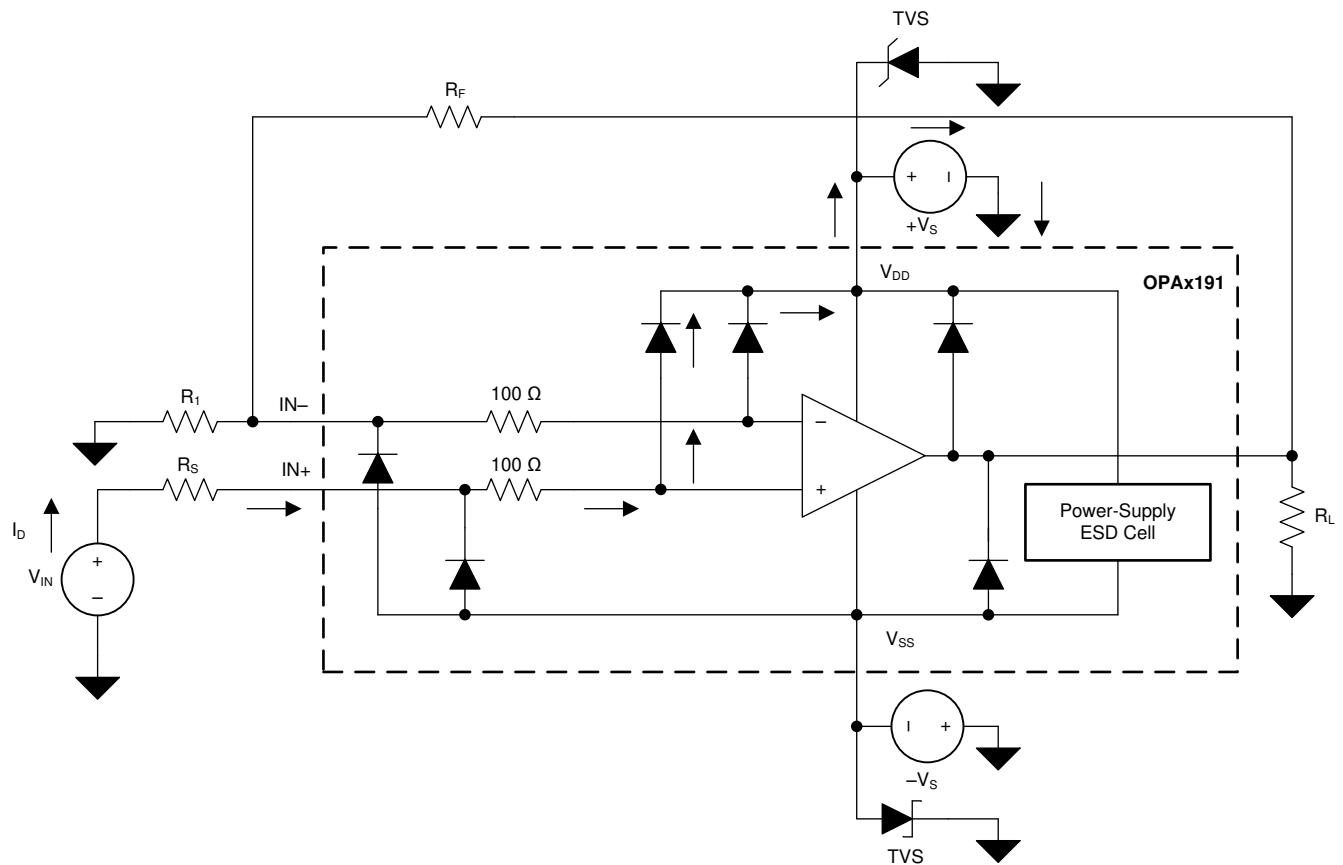 TVS
R_F
+ –
+V_S
V_DD
OPAx191
R_1
IN–
100 Ω
–
R_S
IN+
100 Ω
+
Power-Supply
ESD Cell
R_L
I_D
V_IN
+
–
V_SS
– +
–V_S
TVS